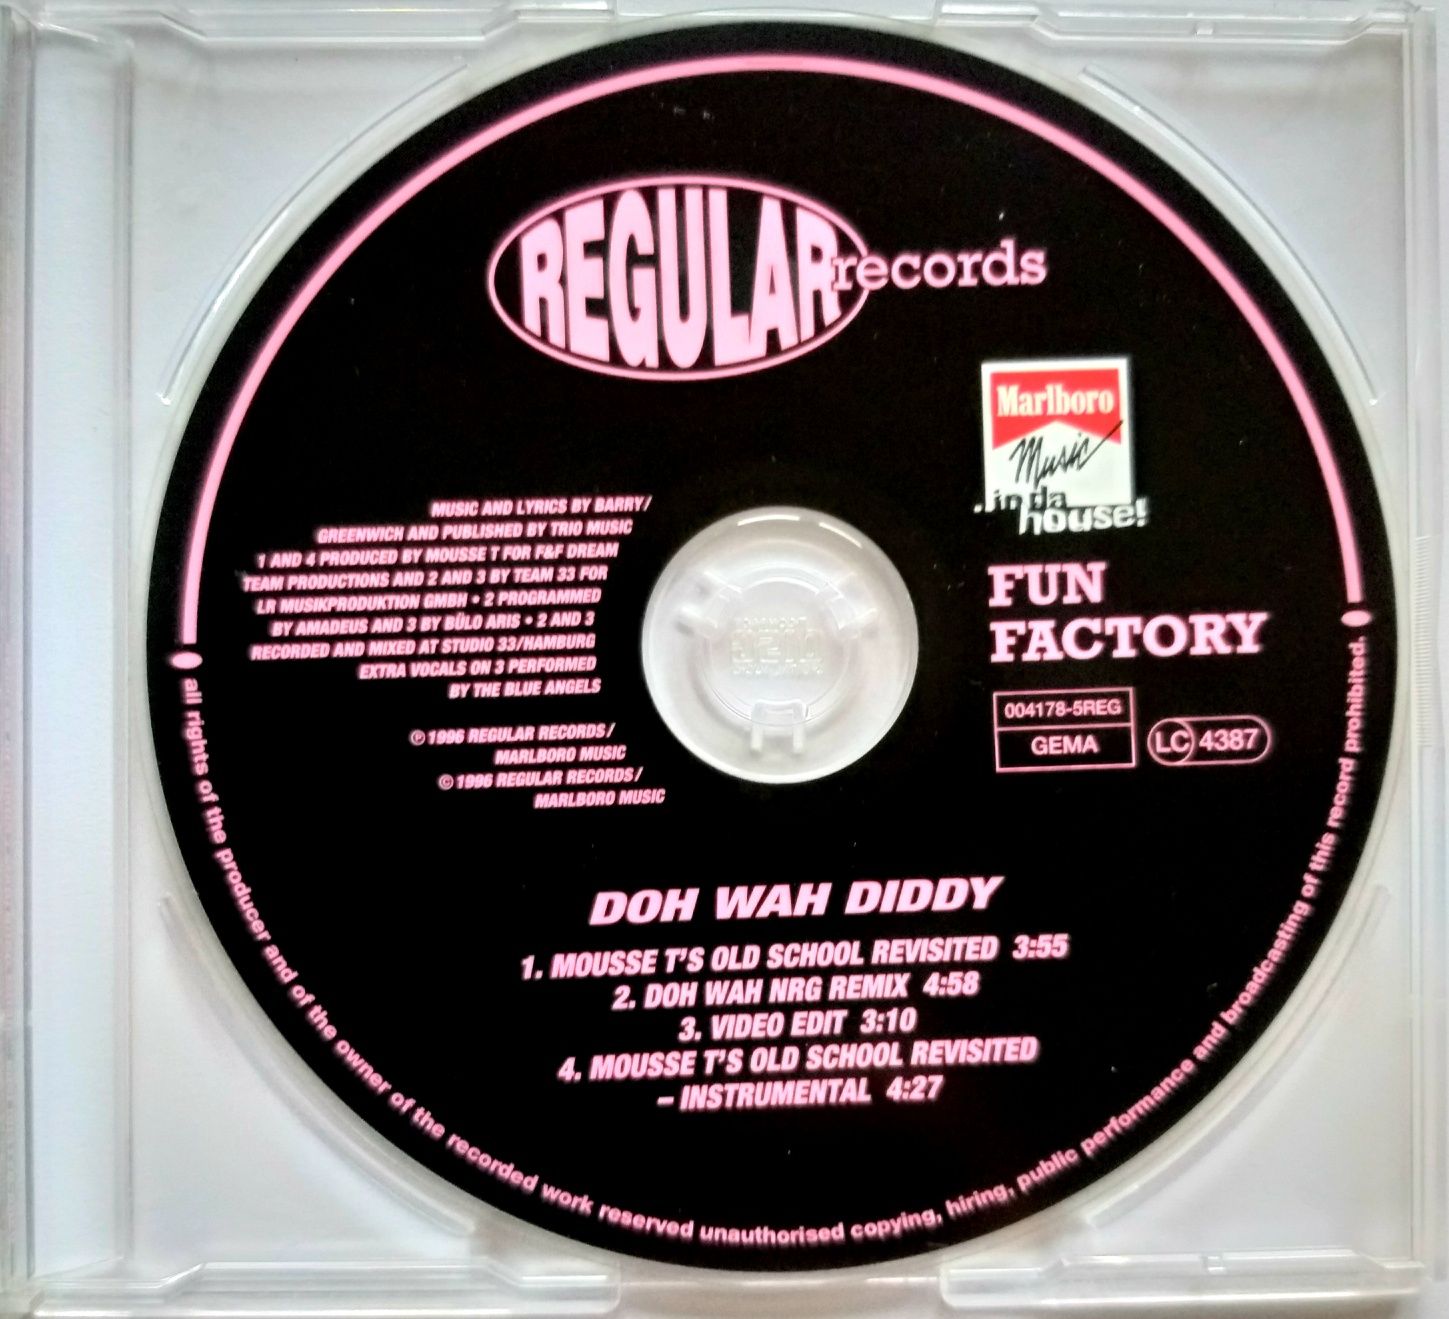 REGULAR records
Marlboro
Music
..in da
house!
MUSIC AND LYRICS BY BARRY/
GREENWICH AND PUBLISHED BY TRIO MUSIC
1 AND 4 PRODUCED BY MOUSSE T FOR F&F DREAM
TEAM PRODUCTIONS AND 2 AND 3 BY TEAM 33 FOR
LR MUSIKPRODUKTION GMBH • 2 PROGRAMMED
BY AMADEUS AND 3 BY BÜLO ARIS • 2 AND 3
RECORDED AND MIXED AT STUDIO 33/HAMBURG
EXTRA VOCALS ON 3 PERFORMED
BY THE BLUE ANGELS
℗ 1996 REGULAR RECORDS/
MARLBORO MUSIC
© 1996 REGULAR RECORDS/
MARLBORO MUSIC
FUN
FACTORY
004178-5REG
GEMA
LC 4387
DOH WAH DIDDY
1. MOUSSE T'S OLD SCHOOL REVISITED 3:55
2. DOH WAH NRG REMIX 4:58
3. VIDEO EDIT 3:10
4. MOUSSE T'S OLD SCHOOL REVISITED
– INSTRUMENTAL 4:27
all rights of the producer and of the owner of the recorded work reserved unauthorised copying, hiring, public performance and broadcasting of this record prohibited.